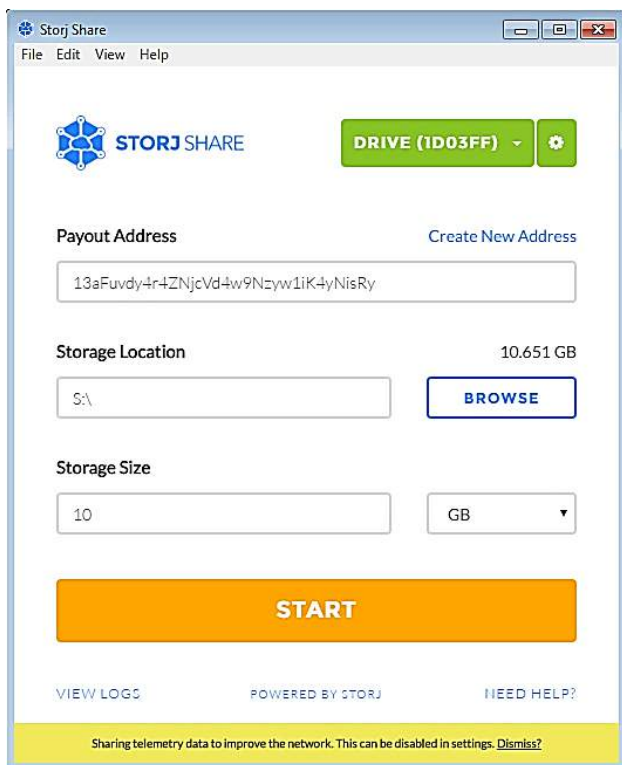 Storj Share
File Edit View Help
STORJ SHARE
DRIVE (1D03FF)
Payout Address
Create New Address
13aFuvdy4r4ZNjcVd4w9Nzyw1iK4yNisRy
Storage Location
10.651 GB
S:\
BROWSE
Storage Size
10
GB
START
VIEW LOGS
POWERED BY STORJ
NEED HELP?
Sharing telemetry data to improve the network. This can be disabled in settings. Dismiss?